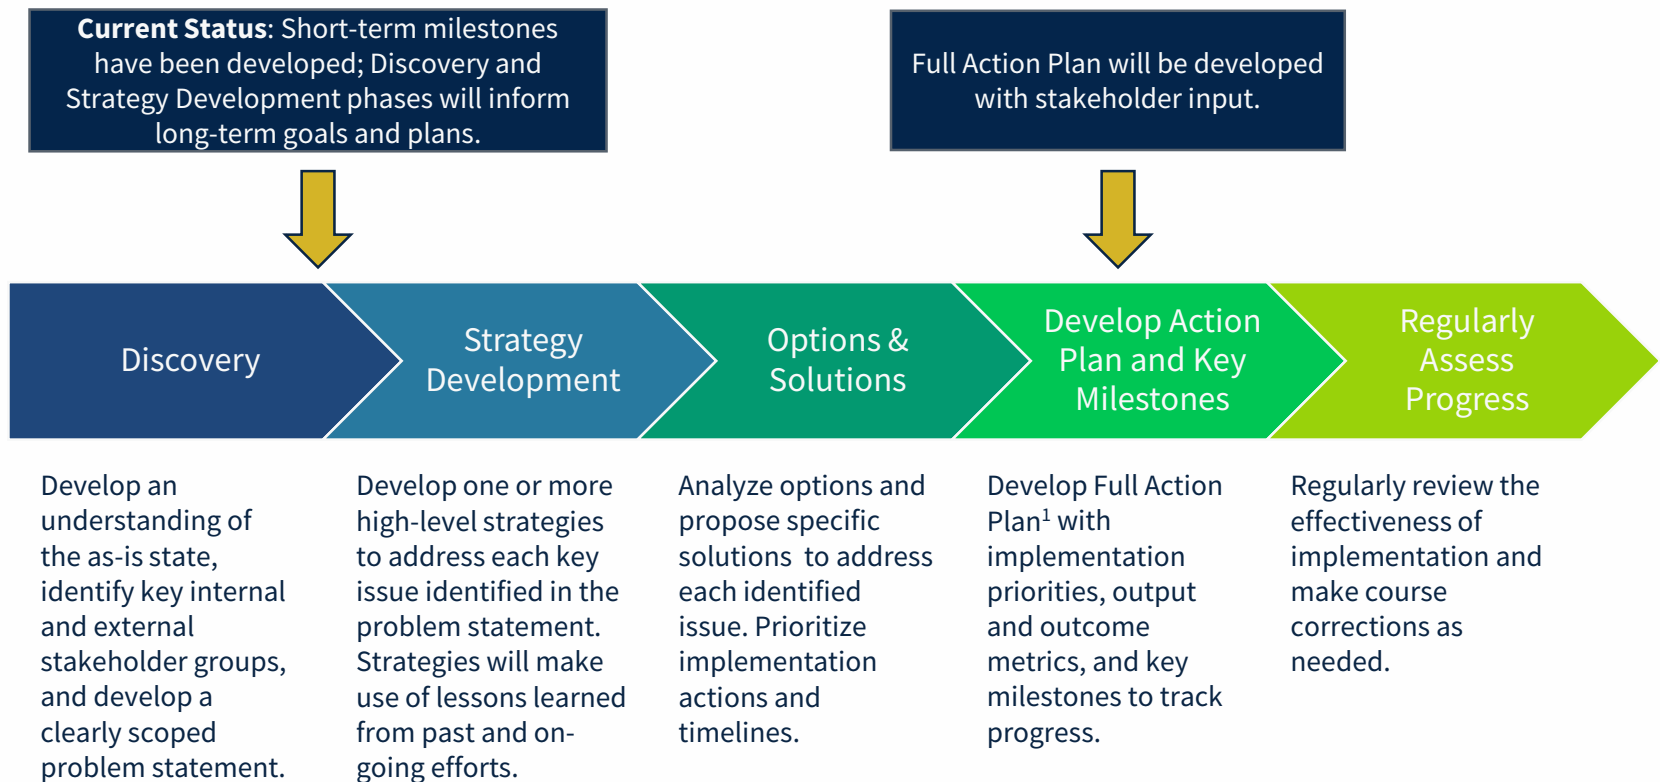 Current Status: Short-term milestones
have been developed; Discovery and
Strategy Development phases will inform
long-term goals and plans.
Full Action Plan will be developed
with stakeholder input.
Discovery
Strategy
Development
Options &
Solutions
Develop Action
Plan and Key
Milestones
Regularly
Assess
Progress
Develop an
understanding of
the as-is state,
identify key internal
and external
stakeholder groups,
and develop a
clearly scoped
problem statement.
Develop one or more
high-level strategies
to address each key
issue identified in the
problem statement.
Strategies will make
use of lessons learned
from past and on-
going efforts.
Analyze options and
propose specific
solutions  to address
each identified
issue. Prioritize
implementation
actions and
timelines.
Develop Full Action
Plan¹ with
implementation
priorities, output
and outcome
metrics, and key
milestones to track
progress.
Regularly review the
effectiveness of
implementation and
make course
corrections as
needed.